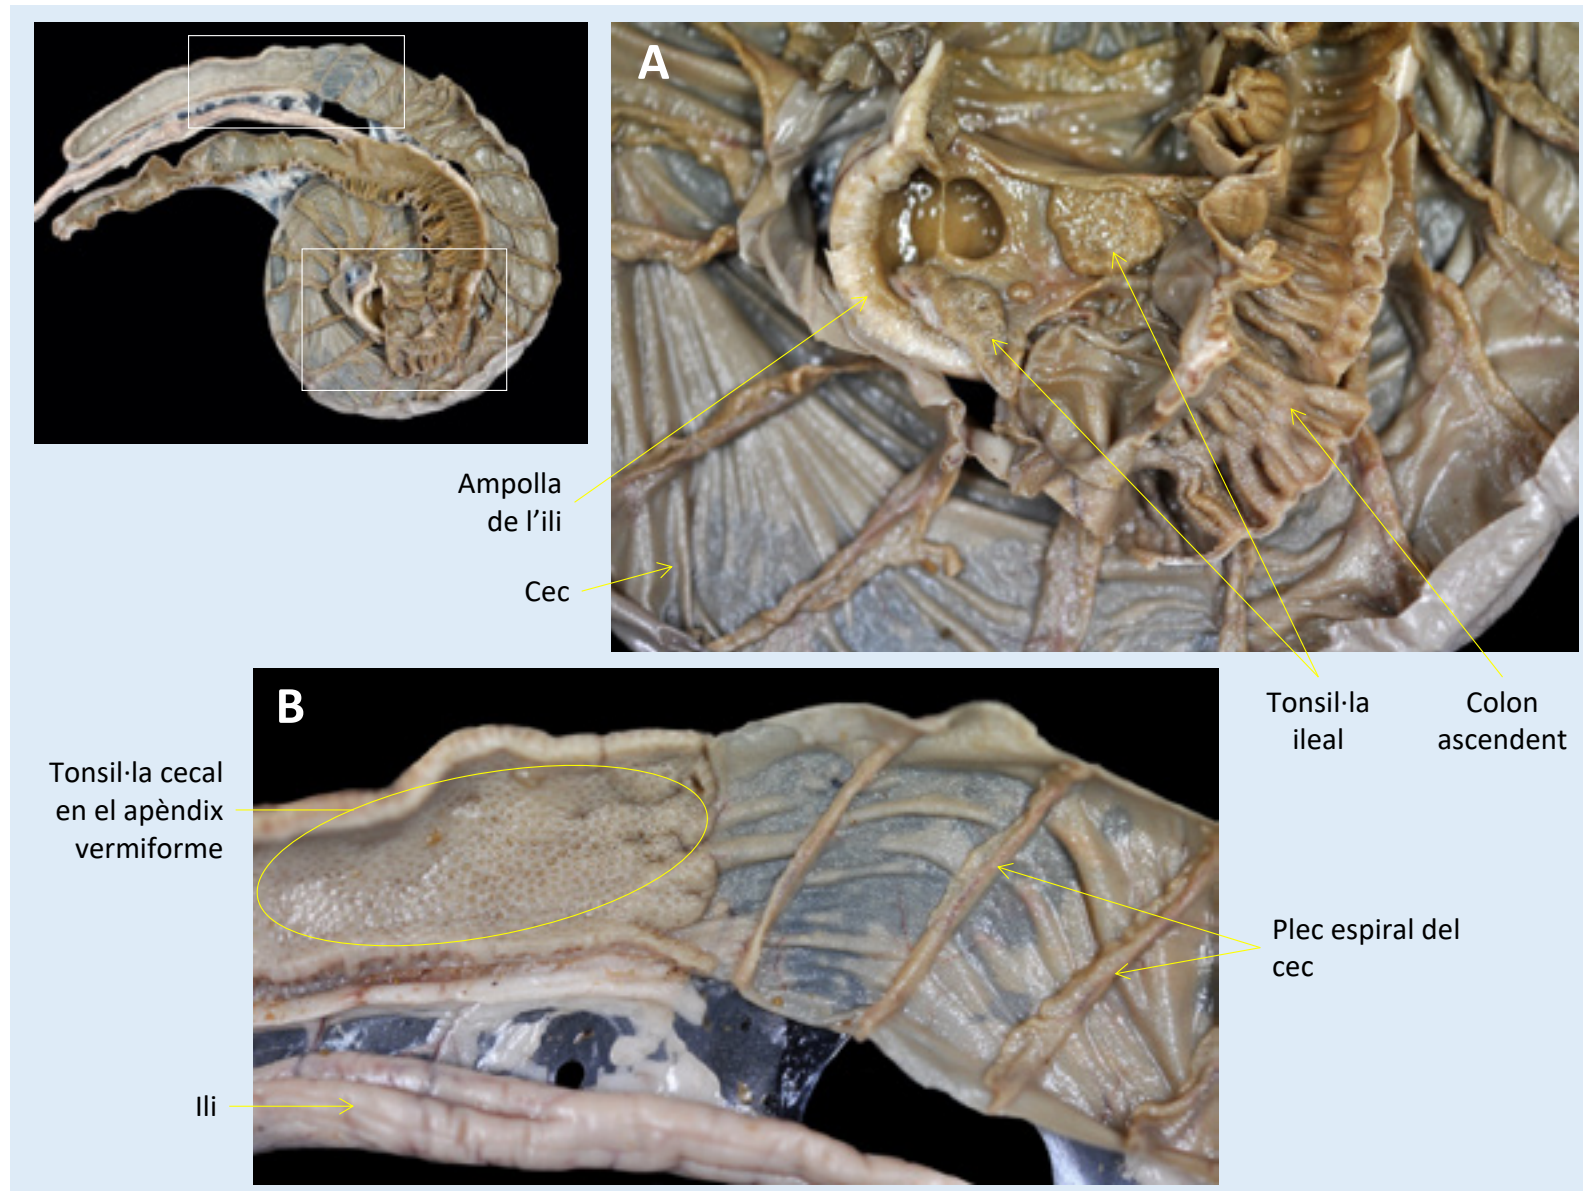 A
Ampolla
de l’ili
Cec
B
Tonsil·la
ileal
Colon
ascendent
Tonsil·la cecal
en el apèndix
vermiforme
Plec espiral del
cec
Ili